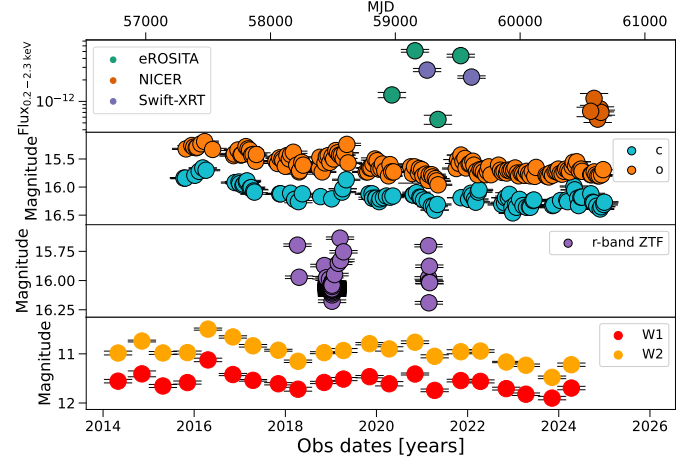 MJD
57000 58000 59000 60000 61000
Flux0.2−2.3 keV
10−12
eROSITA
NICER
Swift-XRT
Magnitude
15.5
16.0
16.5
c
o
Magnitude
15.75
16.00
16.25
r-band ZTF
Magnitude
11
12
W1
W2
2014 2016 2018 2020 2022 2024 2026
Obs dates [years]